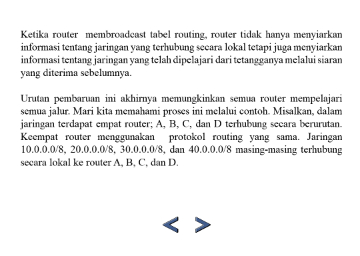 Ketika router membroadcast tabel routing, router tidak hanya menyiarkan
informasi tentang jaringan yang terhubung secara lokal tetapi juga menyiarkan
informasi tentang jaringan yang telah dipelajari dari tetangganya melalui siaran
yang diterima sebelumnya.
Urutan pembaruan ini akhirnya memungkinkan semua router mempelajari
semua jalur. Mari kita memahami proses ini melalui contoh. Misalkan, dalam
jaringan terdapat empat router; A, B, C, dan D terhubung secara berurutan.
Keempat router menggunakan protokol routing yang sama. Jaringan
10.0.0.0/8, 20.0.0.0/8, 30.0.0.0/8, dan 40.0.0.0/8 masing-masing terhubung
secara lokal ke router A, B, C, dan D.